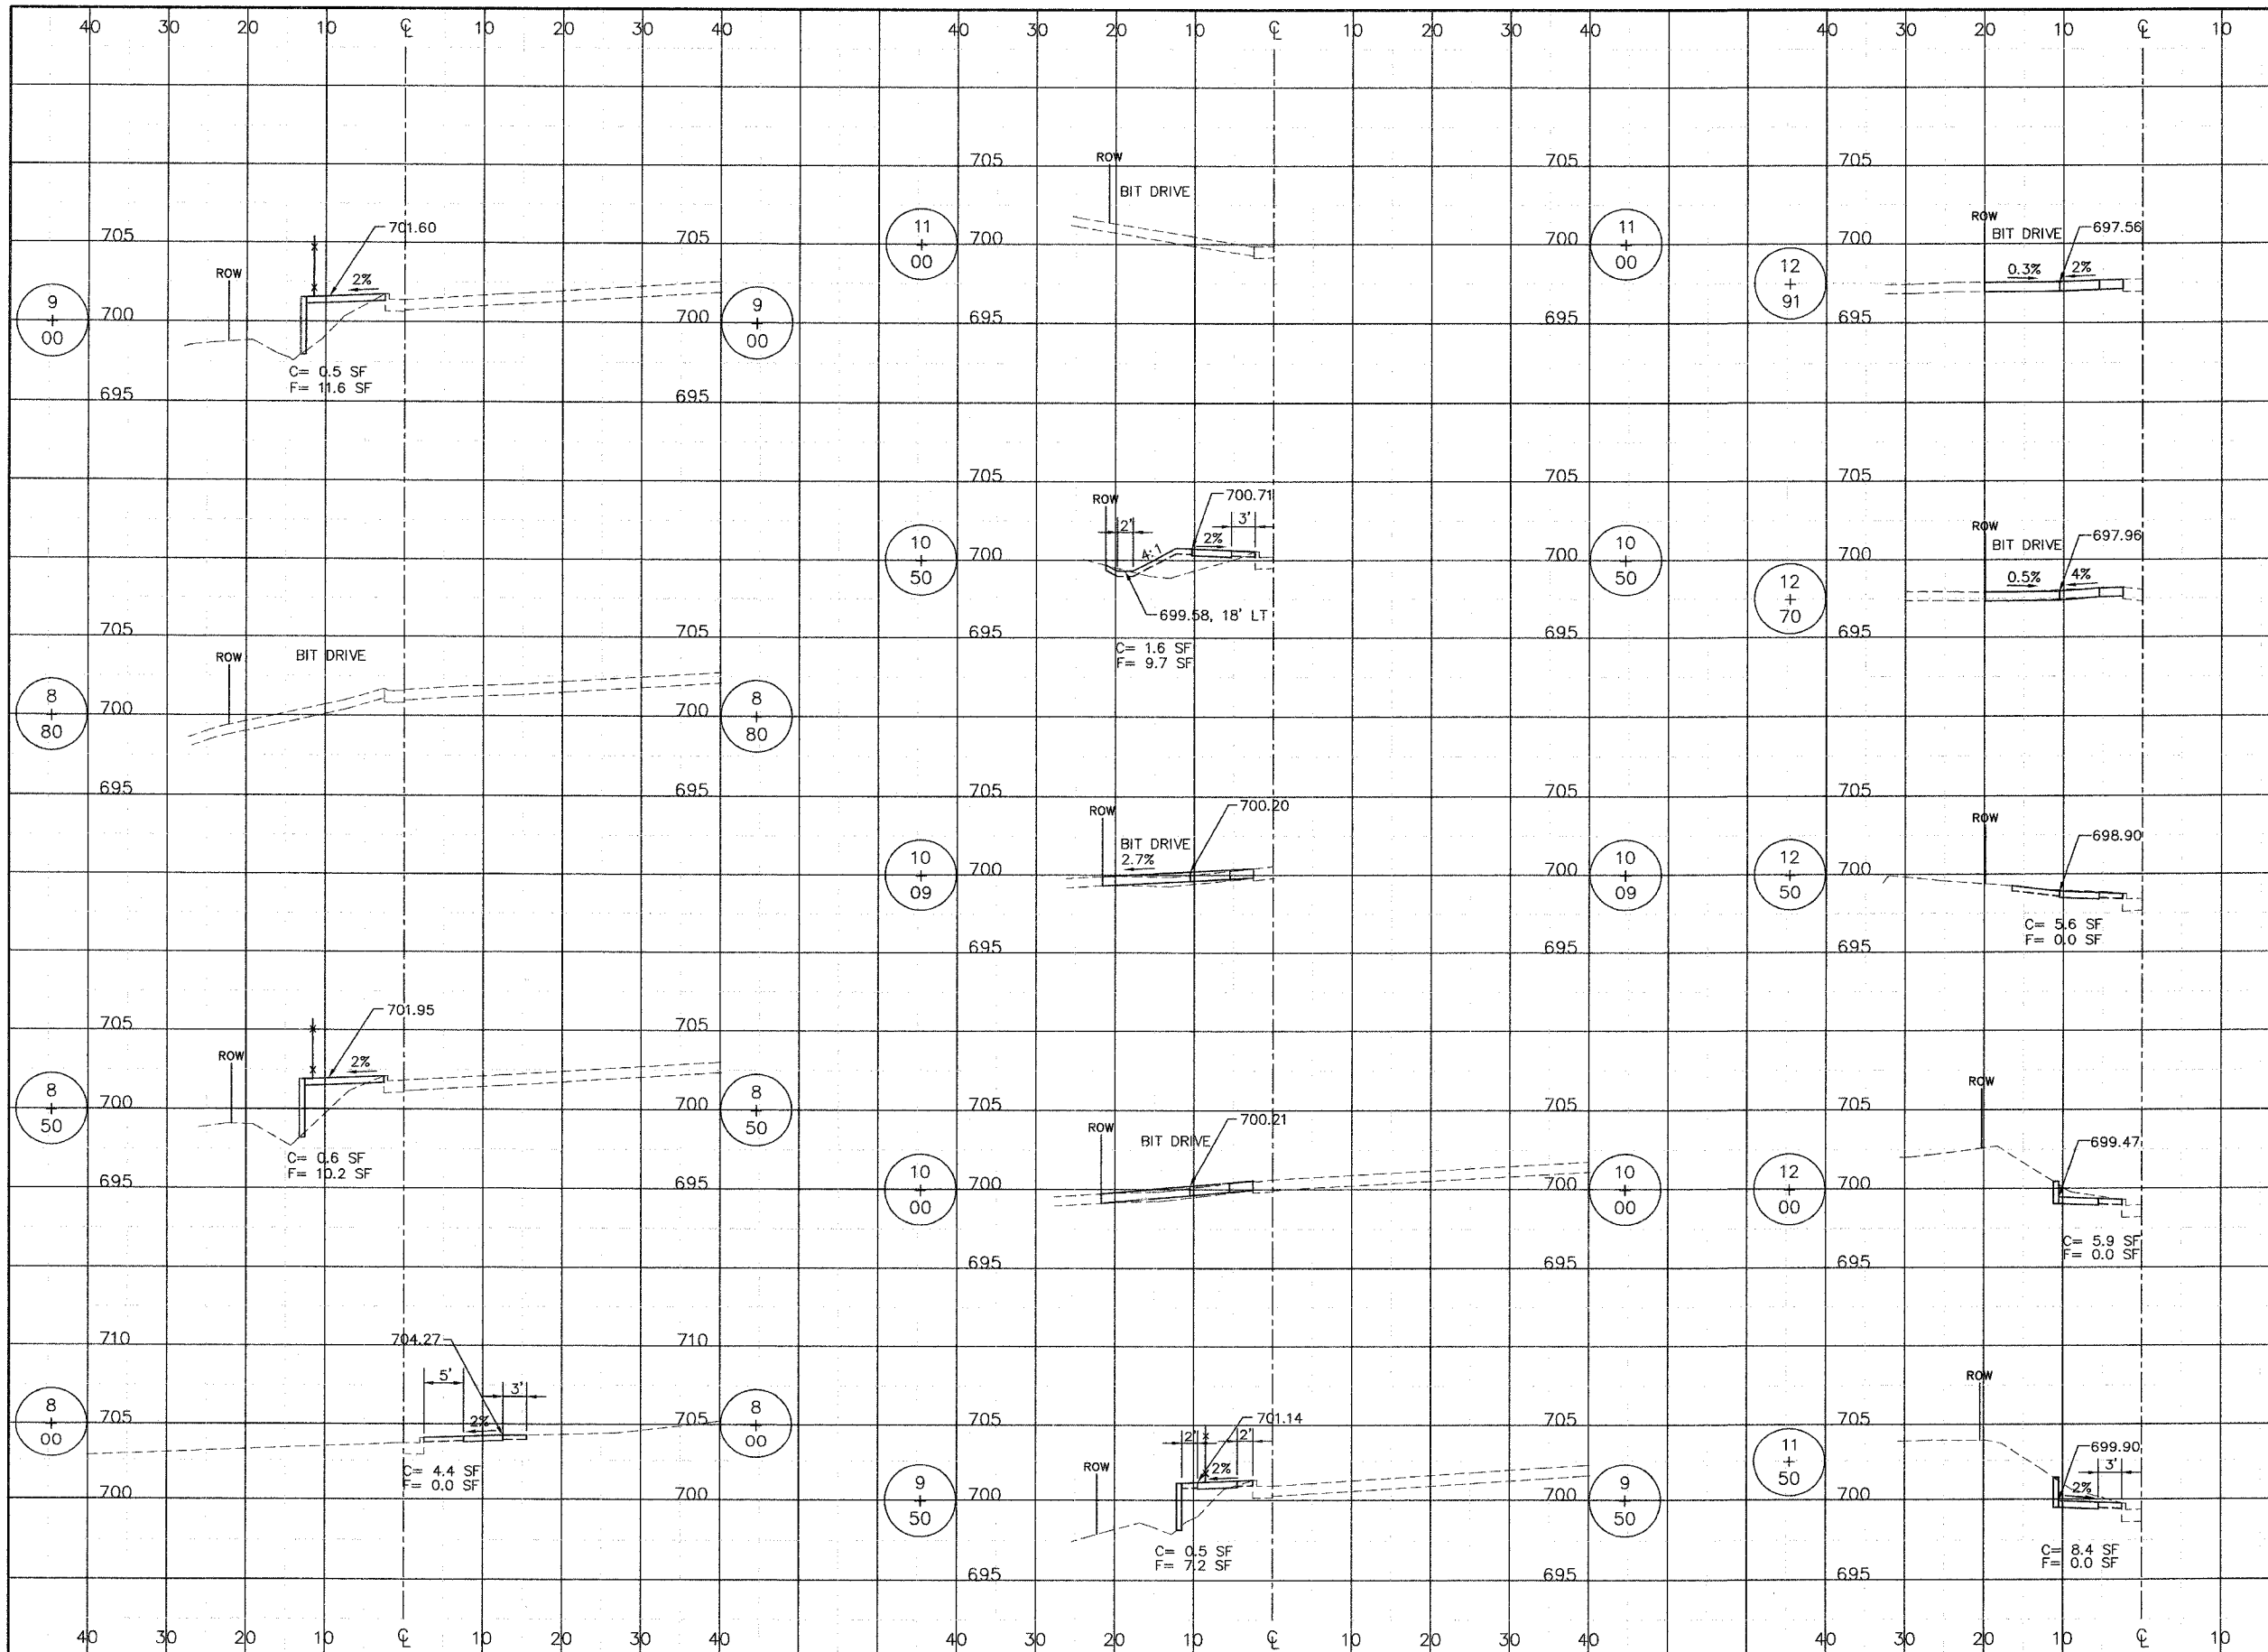 40 30 20 10 ℄ 10 20 30 40 40 30 20 10 ℄ 10 20 30 40 40 30 20 10 ℄ 10
705 701.60 705
ROW 2%
9 + 00 700 700 9 + 00
C= 0.5 SF
F= 11.6 SF
695 695
705 705
ROW BIT DRIVE
8 + 80 700 700 8 + 80
695 695
705 701.95 705
ROW 2%
8 + 50 700 700 8 + 50
C= 0.6 SF
F= 10.2 SF
695 695
710 704.27 710
5' 3'
8 + 00 705 2% 705 8 + 00
C= 4.4 SF
F= 0.0 SF
700 700
705 705
ROW
BIT DRIVE
11 + 00 700 700 11 + 00
695 695
705 705
ROW 700.71
2' 4:1 2% 3'
10 + 50 700 700 10 + 50
699.58, 18' LT
695 695
C= 1.6 SF
F= 9.7 SF
705 705
ROW 700.20
BIT DRIVE
2.7%
10 + 09 700 700 10 + 09
695 695
705 705
ROW BIT DRIVE 700.21
10 + 00 700 700 10 + 00
695 695
705 701.14 705
2' 2'
ROW 2%
9 + 50 700 700 9 + 50
C= 0.5 SF
F= 7.2 SF
695 695
705
ROW
BIT DRIVE 697.56
700
0.3% 2%
12 + 91
695
705
ROW
BIT DRIVE 697.96
700
0.5% 4%
12 + 70
695
705
ROW
698.90
12 + 50 700
C= 5.6 SF
F= 0.0 SF
695
705
ROW
699.47
12 + 00 700
C= 5.9 SF
F= 0.0 SF
695
705
ROW
699.90
3'
11 + 50 2%
700
C= 8.4 SF
F= 0.0 SF
695
40 30 20 10 ℄ 10 20 30 40 40 30 20 10 ℄ 10 20 30 40 40 30 20 10 ℄ 10